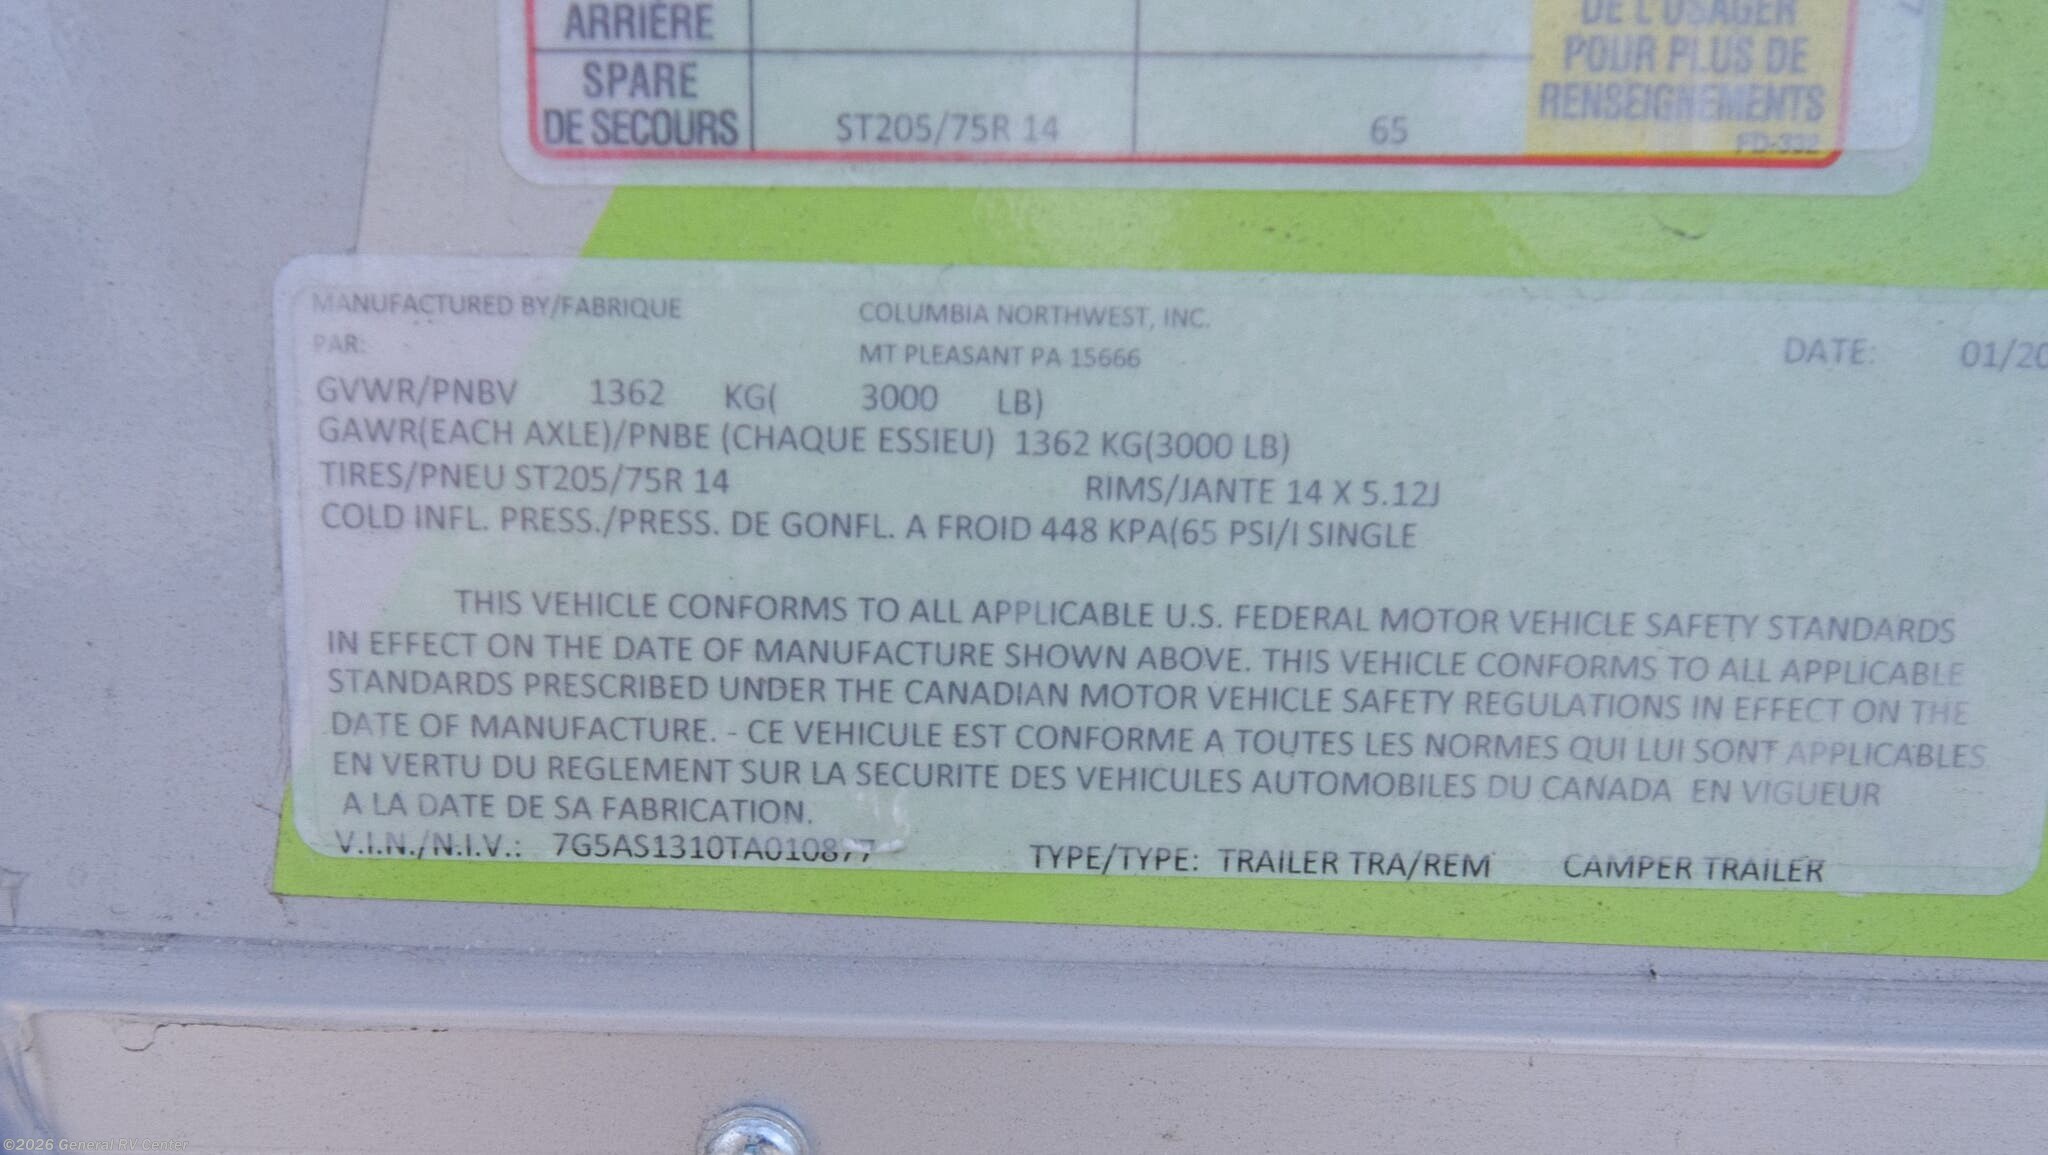 ARRIÈRE
DE L'USAGER
POUR PLUS DE
SPARE
DE SECOURS ST205/75R 14 65
RENSEIGNEMENTS
FD-332
MANUFACTURED BY/FABRIQUE COLUMBIA NORTHWEST, INC.
PAR: MT PLEASANT PA 15666 DATE: 01/20
GVWR/PNBV 1362 KG( 3000 LB)
GAWR(EACH AXLE)/PNBE (CHAQUE ESSIEU) 1362 KG(3000 LB)
TIRES/PNEU ST205/75R 14 RIMS/JANTE 14 X 5.12J
COLD INFL. PRESS./PRESS. DE GONFL. A FROID 448 KPA(65 PSI/I SINGLE
THIS VEHICLE CONFORMS TO ALL APPLICABLE U.S. FEDERAL MOTOR VEHICLE SAFETY STANDARDS
IN EFFECT ON THE DATE OF MANUFACTURE SHOWN ABOVE. THIS VEHICLE CONFORMS TO ALL APPLICABLE
STANDARDS PRESCRIBED UNDER THE CANADIAN MOTOR VEHICLE SAFETY REGULATIONS IN EFFECT ON THE
DATE OF MANUFACTURE. - CE VEHICULE EST CONFORME A TOUTES LES NORMES QUI LUI SONT APPLICABLES
EN VERTU DU REGLEMENT SUR LA SECURITE DES VEHICULES AUTOMOBILES DU CANADA EN VIGUEUR
A LA DATE DE SA FABRICATION.
V.I.N./N.I.V.: 7G5AS1310TA010877 TYPE/TYPE: TRAILER TRA/REM CAMPER TRAILER
©2026 General RV Center